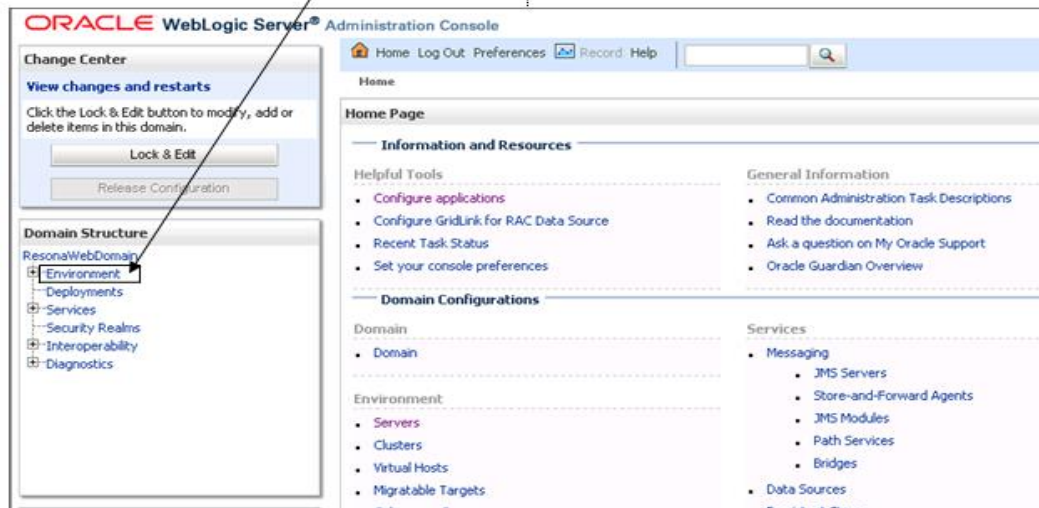 ORACLE WebLogic Server® Administration Console
Change Center
View changes and restarts
Click the Lock & Edit button to modify, add or
delete items in this domain.
Lock & Edit
Release Configuration
Domain Structure
ResonaWebDomain
Environment
Deployments
Services
Security Realms
Interoperability
Diagnostics
Home Log Out Preferences Record Help
Home
Home Page
Information and Resources
Helpful Tools
Configure applications
Configure GridLink for RAC Data Source
Recent Task Status
Set your console preferences
General Information
Common Administration Task Descriptions
Read the documentation
Ask a question on My Oracle Support
Oracle Guardian Overview
Domain Configurations
Domain
Domain
Environment
Servers
Clusters
Virtual Hosts
Migratable Targets
Services
Messaging
JMS Servers
Store-and-Forward Agents
JMS Modules
Path Services
Bridges
Data Sources